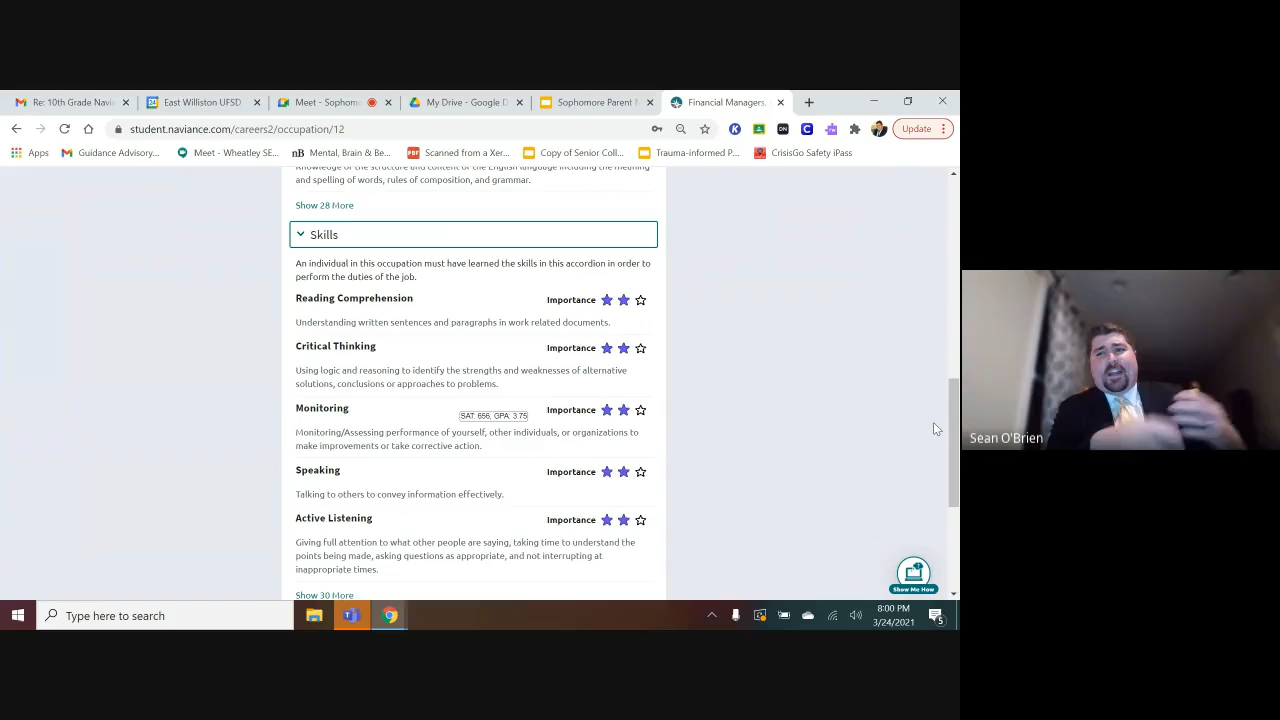 Re: 10th Grade Navia
East Williston UFSD
Meet - Sophom
My Drive - Google D
Sophomore Parent M
Financial Managers,
student.naviance.com/careers2/occupation/12
Update
Apps
Guidance Advisory...
Meet - Wheatley SE...
nB Mental, Brain & Be...
PDF Scanned from a Xer...
Copy of Senior Coll...
Trauma-informed P...
CrisisGo Safety iPass
Knowledge of the structure and content of the English language including the meaning
and spelling of words, rules of composition, and grammar.
Show 28 More
Skills
An individual in this occupation must have learned the skills in this accordion in order to
perform the duties of the job.
Reading Comprehension Importance
Understanding written sentences and paragraphs in work related documents.
Critical Thinking Importance
Using logic and reasoning to identify the strengths and weaknesses of alternative
solutions, conclusions or approaches to problems.
Monitoring SAT: 656, GPA: 3.75 Importance
Monitoring/Assessing performance of yourself, other individuals, or organizations to
make improvements or take corrective action.
Speaking Importance
Talking to others to convey information effectively.
Active Listening Importance
Giving full attention to what other people are saying, taking time to understand the
points being made, asking questions as appropriate, and not interrupting at
inappropriate times.
Show 30 More
Show Me How
Sean O'Brien
Type here to search
8:00 PM
3/24/2021
5